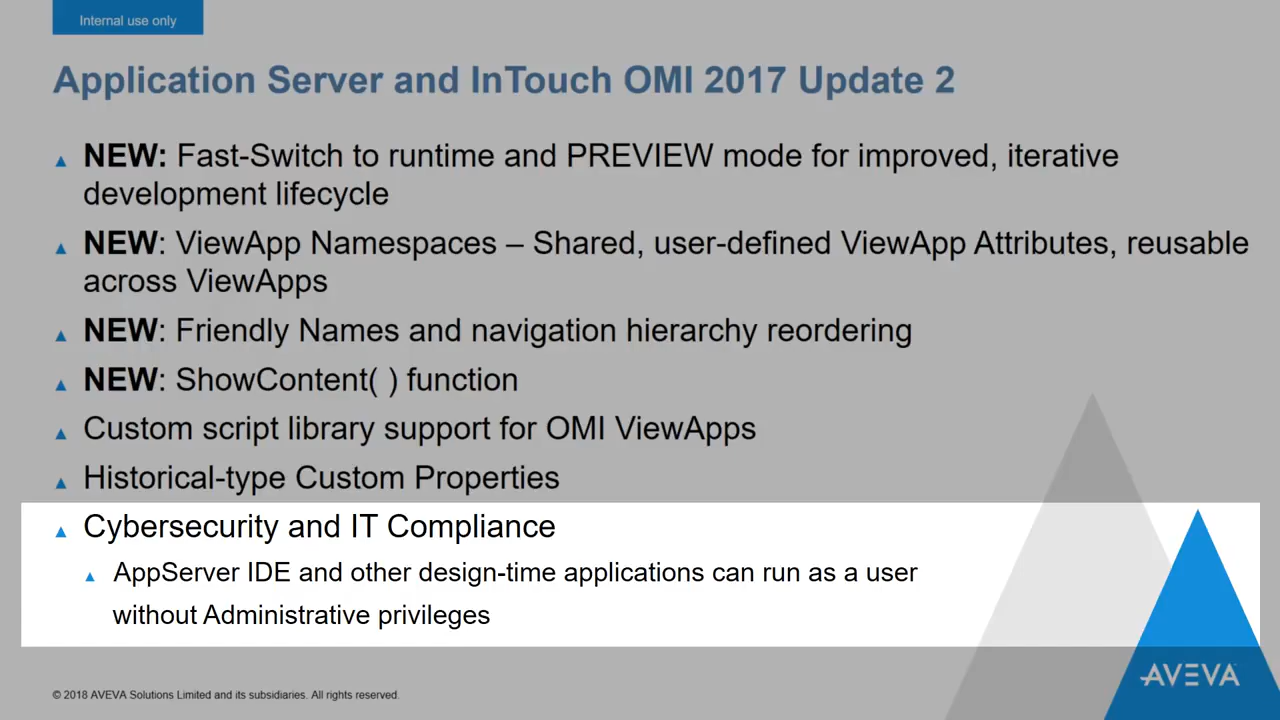 Internal use only
Application Server and InTouch OMI 2017 Update 2
NEW: Fast-Switch to runtime and PREVIEW mode for improved, iterative
development lifecycle
NEW: ViewApp Namespaces – Shared, user-defined ViewApp Attributes, reusable
across ViewApps
NEW: Friendly Names and navigation hierarchy reordering
NEW: ShowContent( ) function
Custom script library support for OMI ViewApps
Historical-type Custom Properties
Cybersecurity and IT Compliance
AppServer IDE and other design-time applications can run as a user
without Administrative privileges
© 2018 AVEVA Solutions Limited and its subsidiaries. All rights reserved.
AVEVA